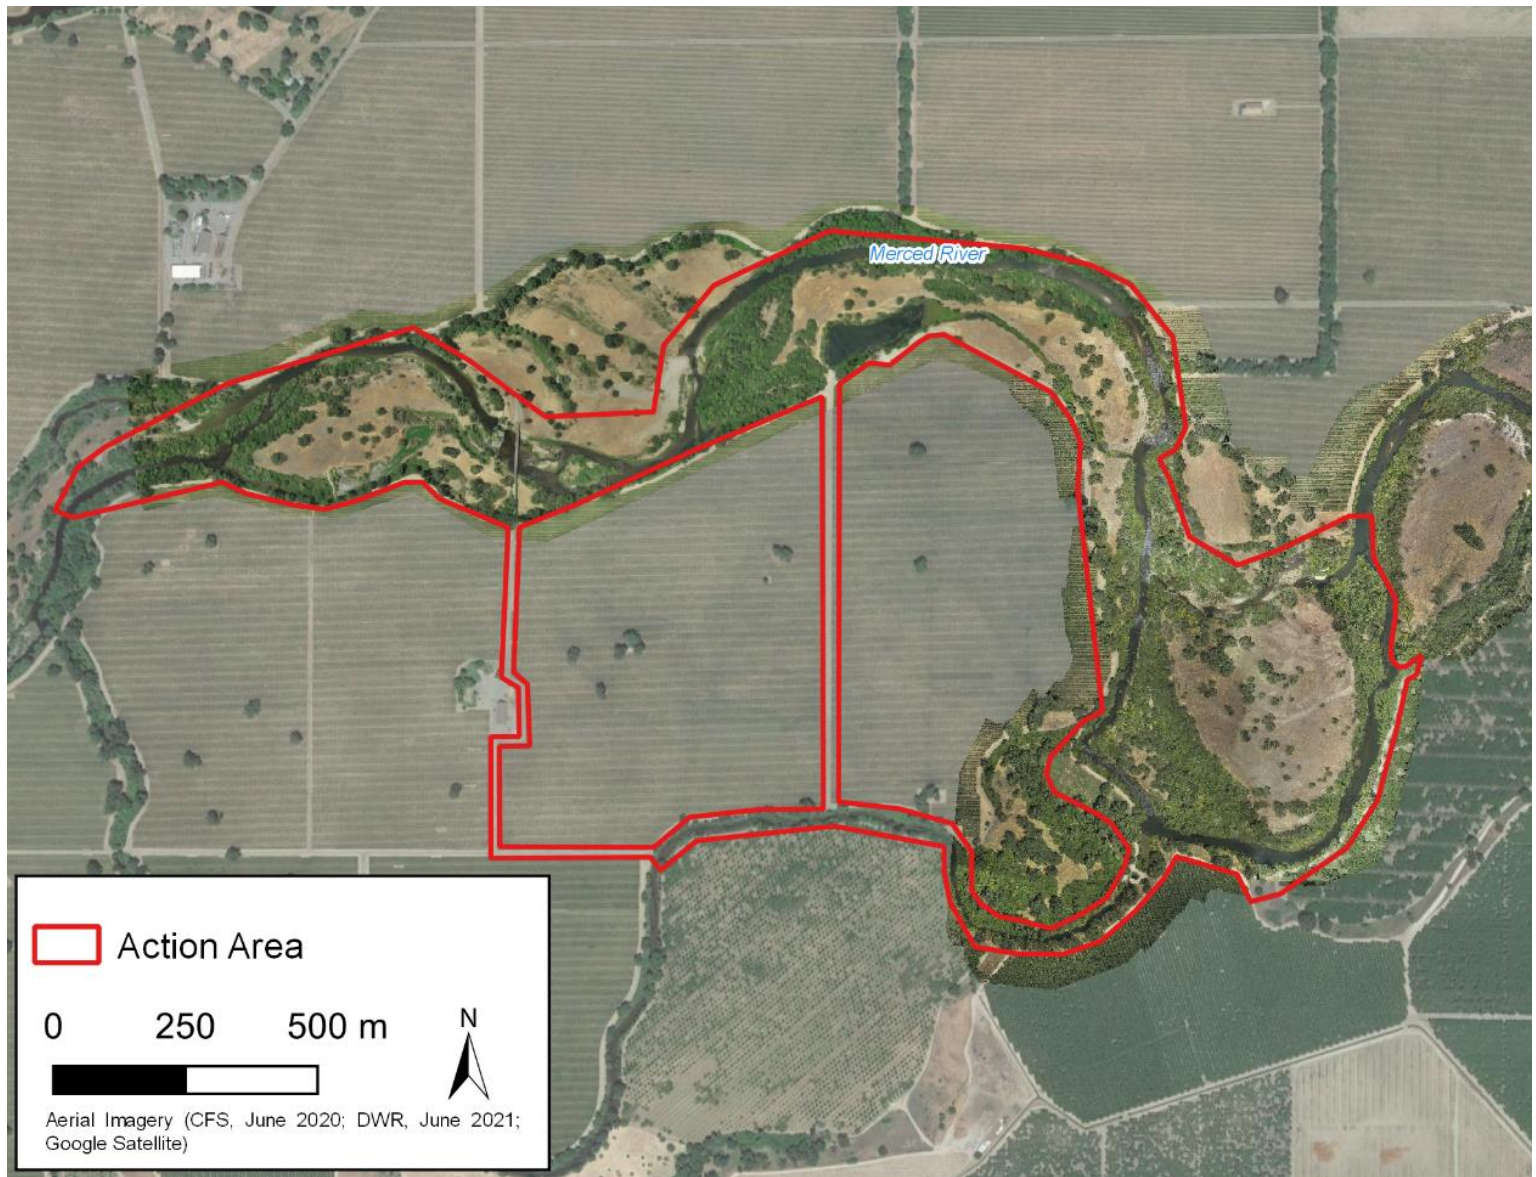 Merced River
Action Area
0 250 500 m
N
Aerial Imagery (CFS, June 2020; DWR, June 2021;
Google Satellite)